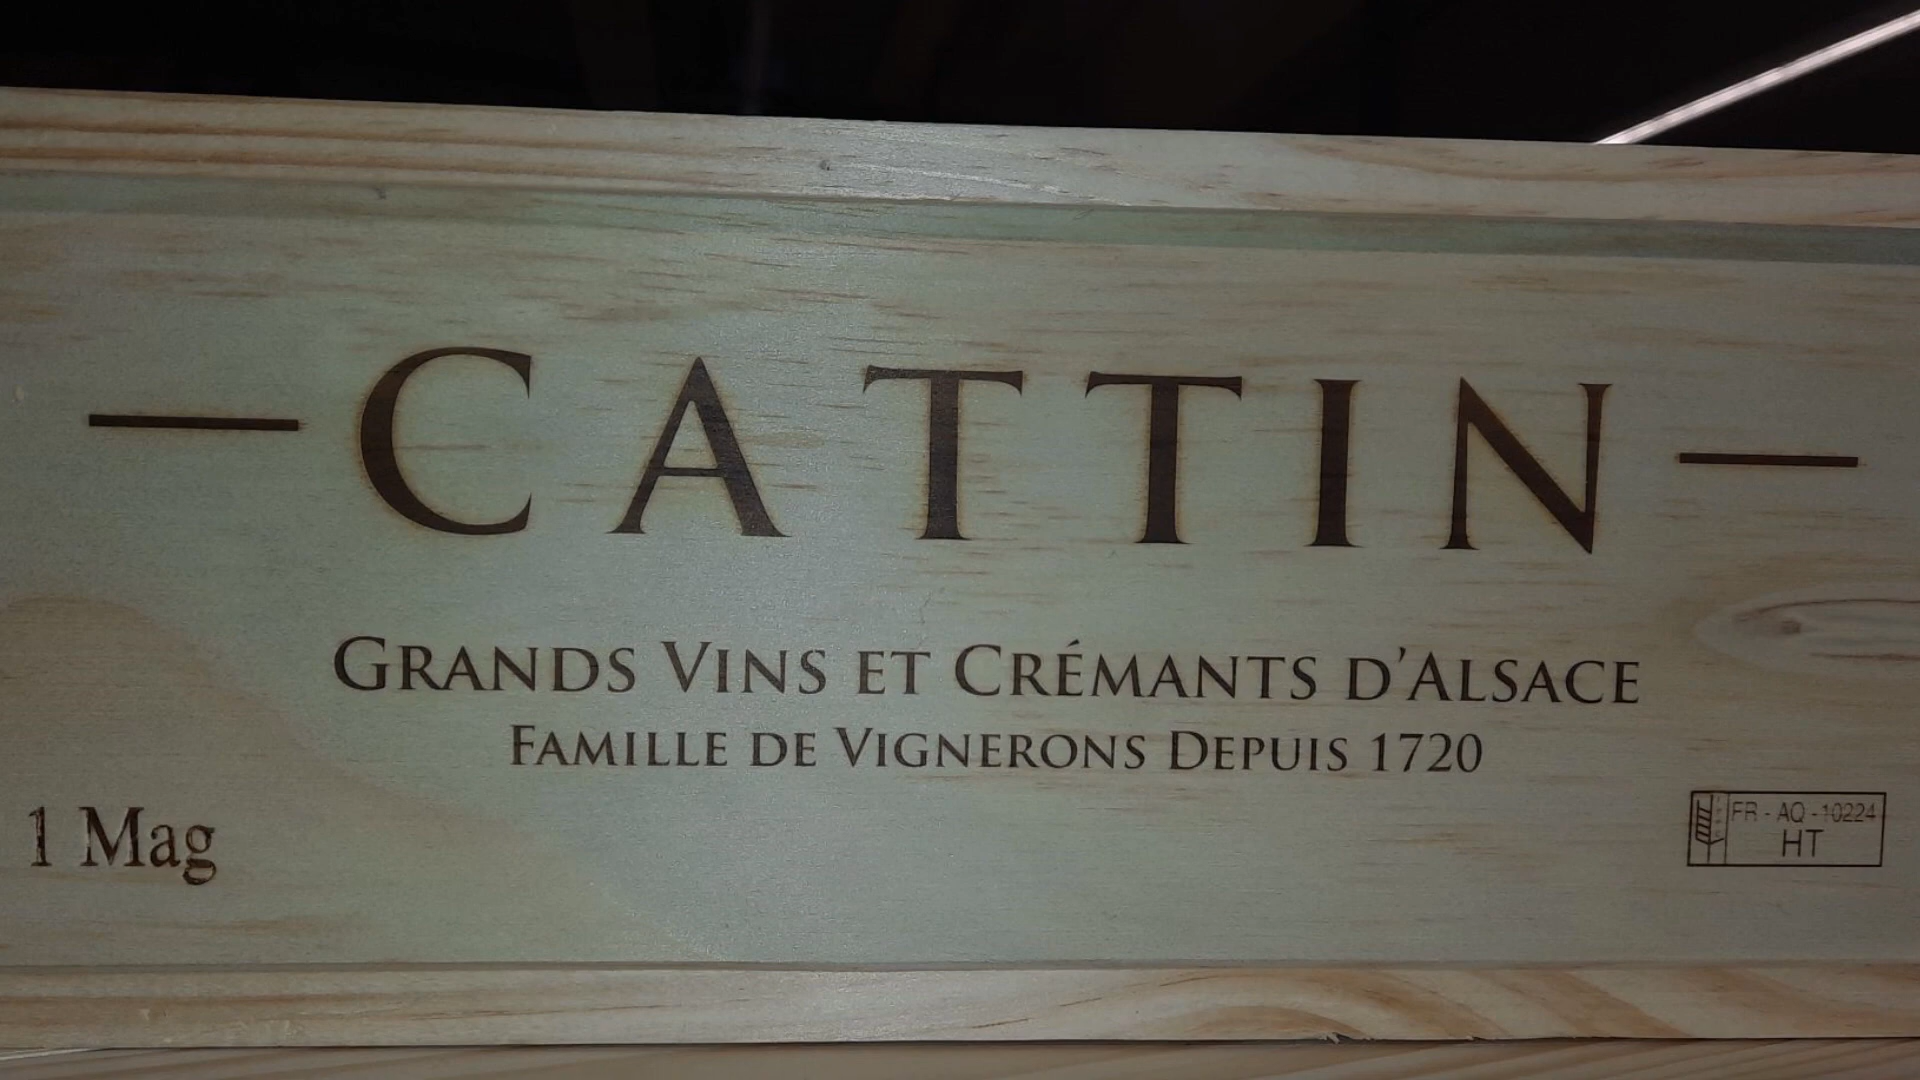 CATTIN
GRANDS VINS ET CRÉMANTS D'ALSACE
FAMILLE DE VIGNERONS DEPUIS 1720
1 Mag
FR - AQ - 10224
HT